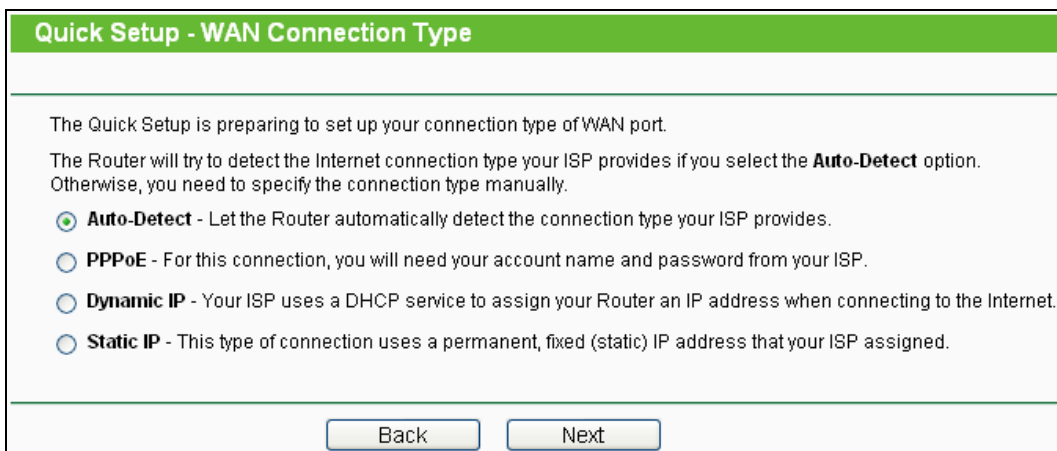 Quick Setup - WAN Connection Type
The Quick Setup is preparing to set up your connection type of WAN port.
The Router will try to detect the Internet connection type your ISP provides if you select the Auto-Detect option.
Otherwise, you need to specify the connection type manually.
Auto-Detect - Let the Router automatically detect the connection type your ISP provides.
PPPoE - For this connection, you will need your account name and password from your ISP.
Dynamic IP - Your ISP uses a DHCP service to assign your Router an IP address when connecting to the Internet.
Static IP - This type of connection uses a permanent, fixed (static) IP address that your ISP assigned.
Back Next